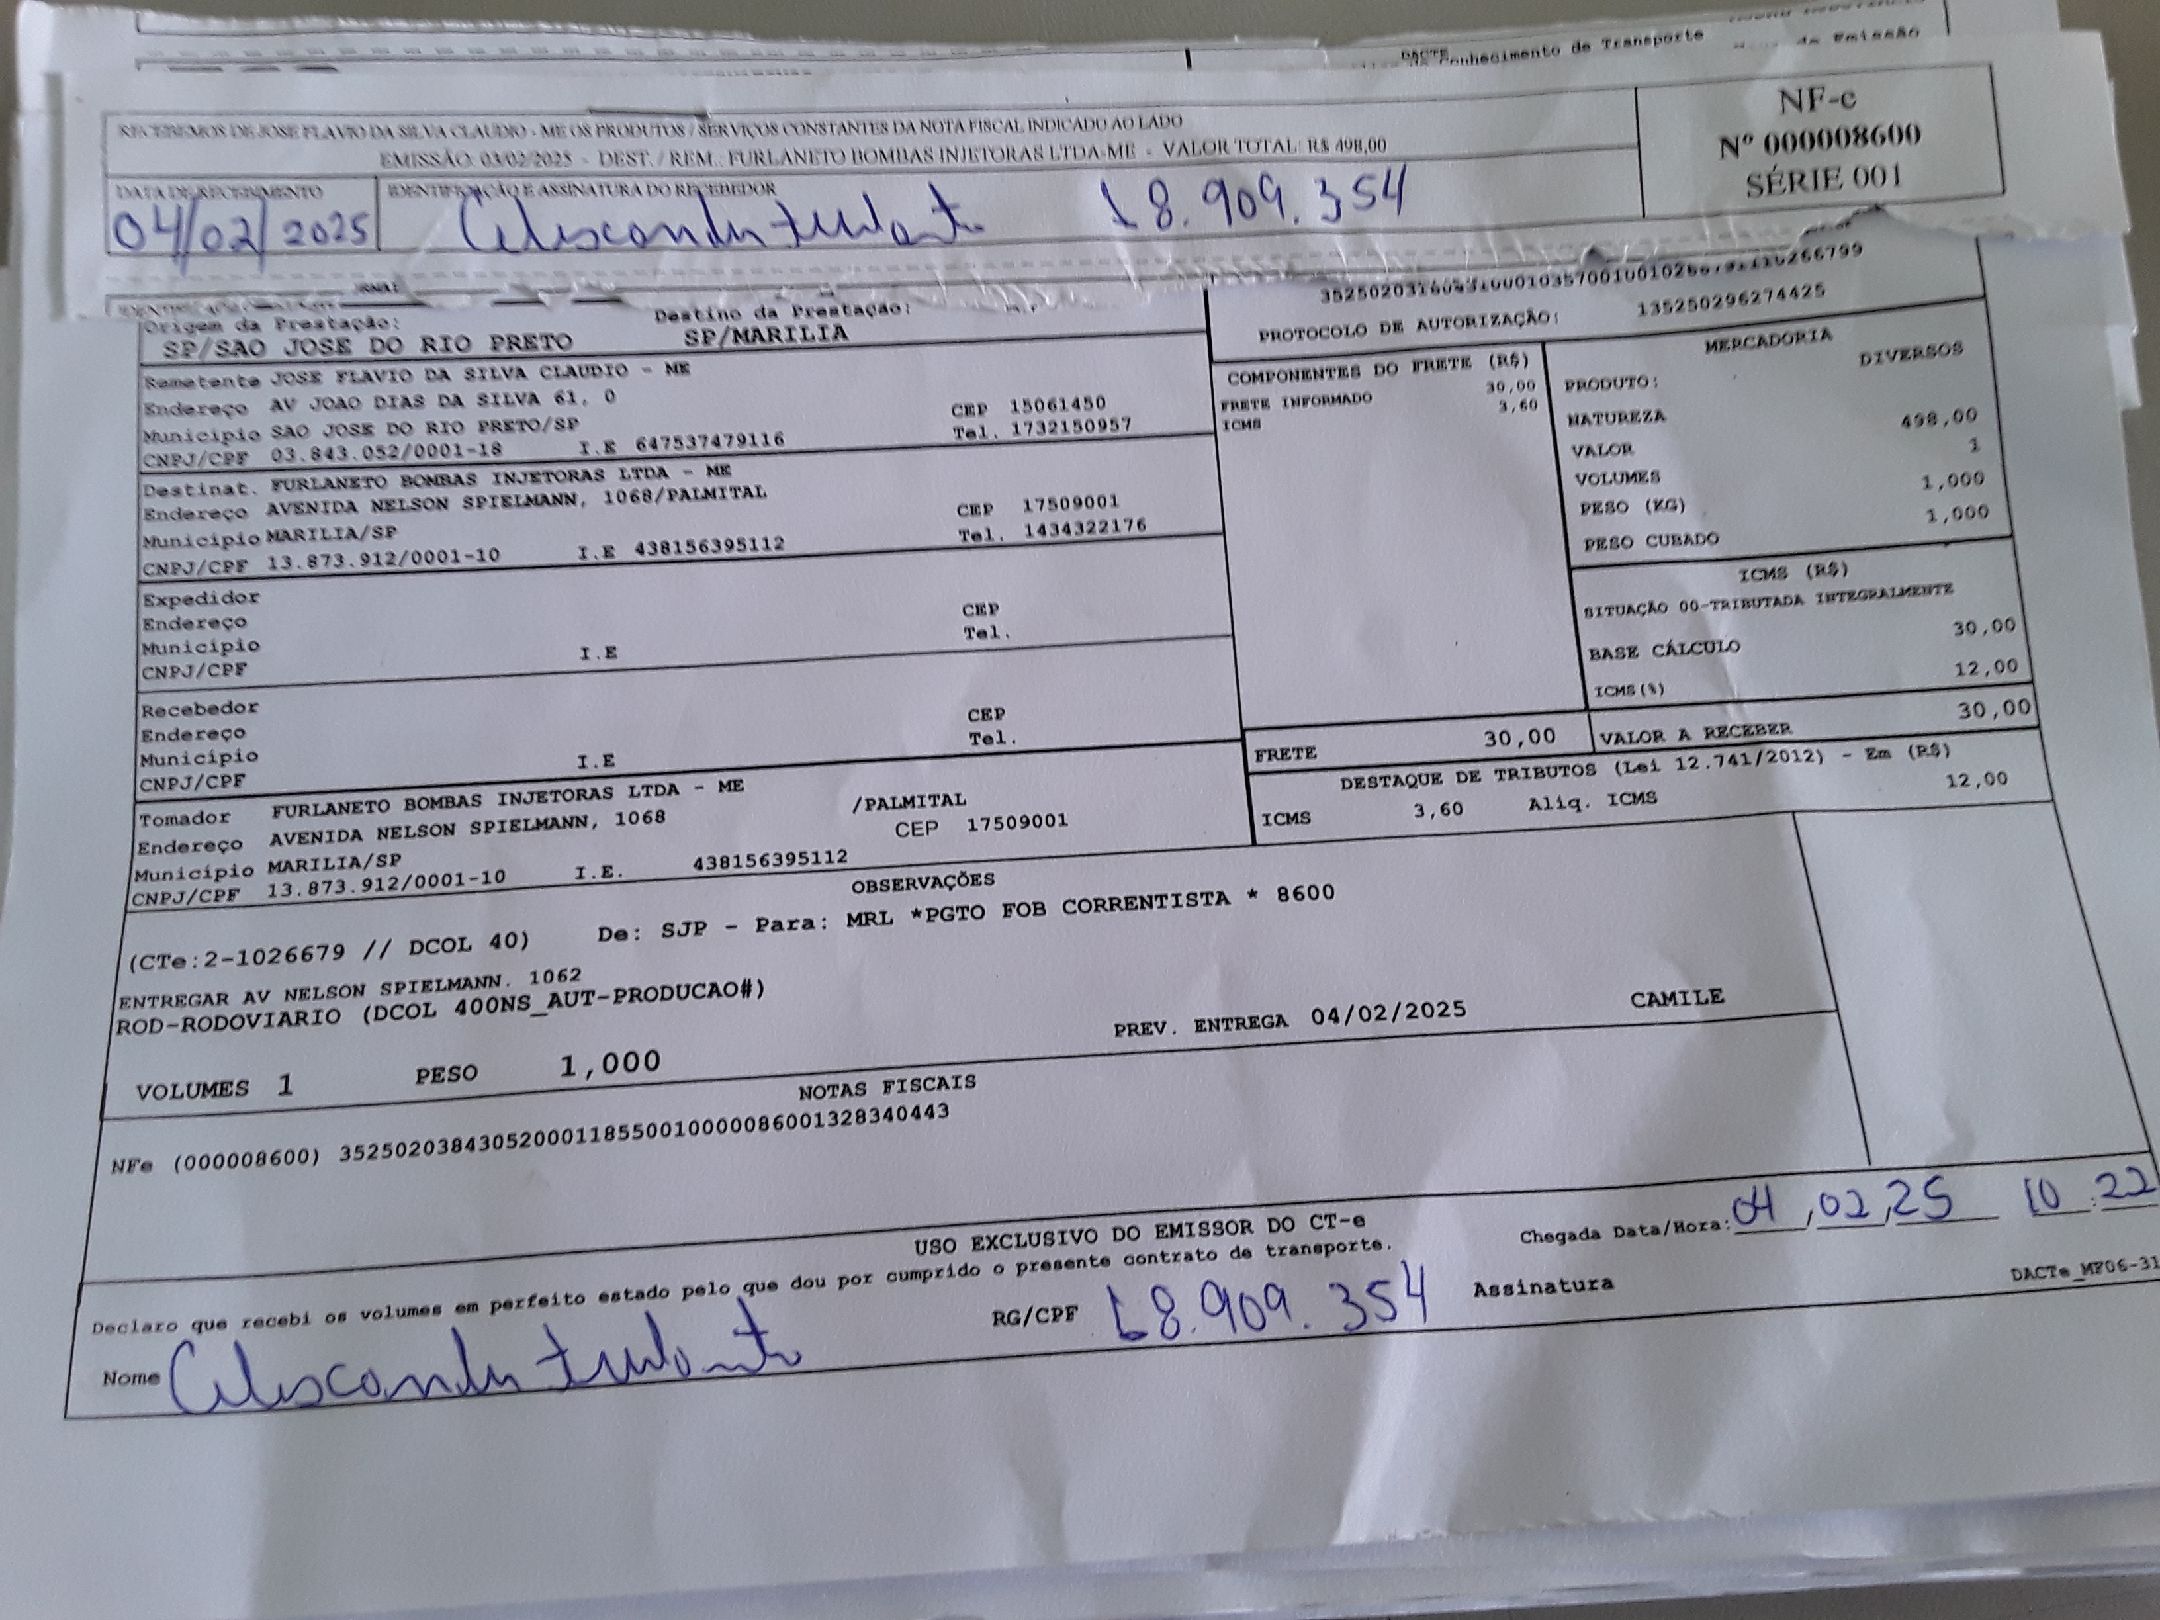 DACTE
Conhecimento de Transporte
de Emissão
RECEBEMOS DE JOSE FLAVIO DA SILVA CLAUDIO - ME OS PRODUTOS / SERVIÇOS CONSTANTES DA NOTA FISCAL INDICADO AO LADO
EMISSÃO: 03/02/2025 - DEST. / REM.: FURLANETO BOMBAS INJETORAS LTDA-ME - VALOR TOTAL: R$ 498,00
NF-e
Nº 000008600
SÉRIE 001
DATA DE RECEBIMENTO
04/02/2025
IDENTIFICAÇÃO E ASSINATURA DO RECEBEDOR
18.909.354
PROTOCOLO DE AUTORIZAÇÃO: 135250296274425
Origem da Prestação: Destino da Prestação:
SP/SAO JOSE DO RIO PRETO SP/MARILIA
Remetente JOSE FLAVIO DA SILVA CLAUDIO - ME
Endereço AV JOAO DIAS DA SILVA 61, 0 CEP 15061450
Município SAO JOSE DO RIO PRETO/SP Tel. 1732150957
CNPJ/CPF 03.843.052/0001-18 I.E 647537479116
Destinat. FURLANETO BOMBAS INJETORAS LTDA - ME
Endereço AVENIDA NELSON SPIELMANN, 1068/PALMITAL CEP 17509001
Município MARILIA/SP Tel. 1434322176
CNPJ/CPF 13.873.912/0001-10 I.E 438156395112
Expedidor
Endereço CEP
Município Tel.
CNPJ/CPF I.E
Recebedor
Endereço CEP
Município Tel.
CNPJ/CPF I.E
Tomador FURLANETO BOMBAS INJETORAS LTDA - ME
Endereço AVENIDA NELSON SPIELMANN, 1068 /PALMITAL
Município MARILIA/SP CEP 17509001
CNPJ/CPF 13.873.912/0001-10 I.E. 438156395112
COMPONENTES DO FRETE (R$)
FRETE INFORMADO 30,00
ICMS 3,60
MERCADORIA
PRODUTO: DIVERSOS
NATUREZA
VALOR 498,00
VOLUMES 1
PESO (KG) 1,000
PESO CUBADO 1,000
ICMS (R$)
SITUAÇÃO 00-TRIBUTADA INTEGRALMENTE
BASE CÁLCULO 30,00
ICMS(%) 12,00
FRETE 30,00 VALOR A RECEBER 30,00
DESTAQUE DE TRIBUTOS (Lei 12.741/2012) - Em (R$)
ICMS 3,60 Aliq. ICMS 12,00
OBSERVAÇÕES
(CTe:2-1026679 // DCOL 40) De: SJP - Para: MRL *PGTO FOB CORRENTISTA * 8600
ENTREGAR AV NELSON SPIELMANN. 1062
ROD-RODOVIARIO (DCOL 400NS_AUT-PRODUCAO#)
PREV. ENTREGA 04/02/2025 CAMILE
VOLUMES 1 PESO 1,000
NOTAS FISCAIS
NFe (000008600) 35250203843052000118550010000086001328340443
USO EXCLUSIVO DO EMISSOR DO CT-e
Declaro que recebi os volumes em perfeito estado pelo que dou por cumprido o presente contrato de transporte.
Chegada Data/Hora: 04,02,25 10:22
Nome RG/CPF 18.909.354 Assinatura
DACTe_MF06-31